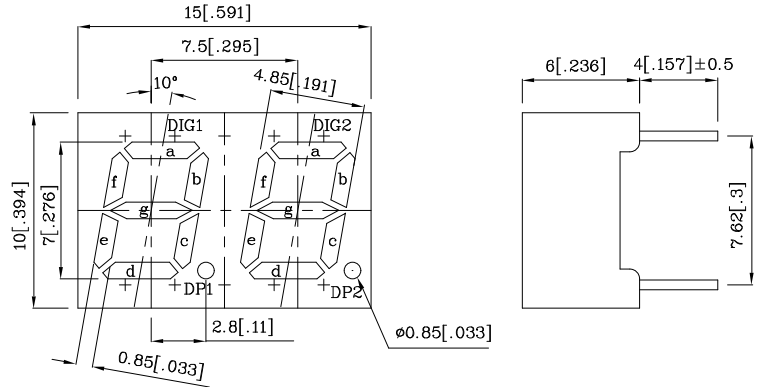 15[.591]
7.5[.295]
6[.236]
4[.157]±0.5
4.85[.191]
10°
DIG1
DIG2
a
a
f
b
f
b
10[.394]
7[.276]
g
g
7.62[.3]
e
c
e
c
d
d
DP1
DP2
2.8[.11]
ø0.85[.033]
0.85[.033]